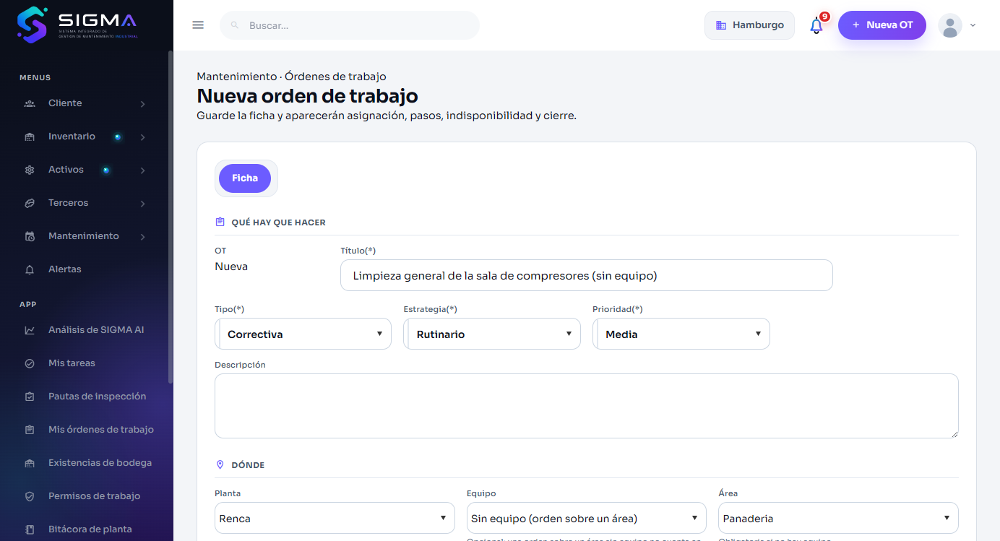 SIGMA
SISTEMA INTEGRADO DE
GESTIÓN DE MANTENIMIENTO INDUSTRIAL
Buscar...
Hamburgo
9
+ Nueva OT
MENUS
Cliente
Inventario
Activos
Terceros
Mantenimiento
Alertas
APP
Análisis de SIGMA AI
Mis tareas
Pautas de inspección
Mis órdenes de trabajo
Existencias de bodega
Permisos de trabajo
Bitácora de planta
Mantenimiento · Órdenes de trabajo
Nueva orden de trabajo
Guarde la ficha y aparecerán asignación, pasos, indisponibilidad y cierre.
Ficha
QUÉ HAY QUE HACER
OT
Nueva
Título(*)
Limpieza general de la sala de compresores (sin equipo)
Tipo(*)
Estrategia(*)
Prioridad(*)
Correctiva
Rutinario
Media
Descripción
DÓNDE
Planta
Equipo
Área
Renca
Sin equipo (orden sobre un área)
Panaderia